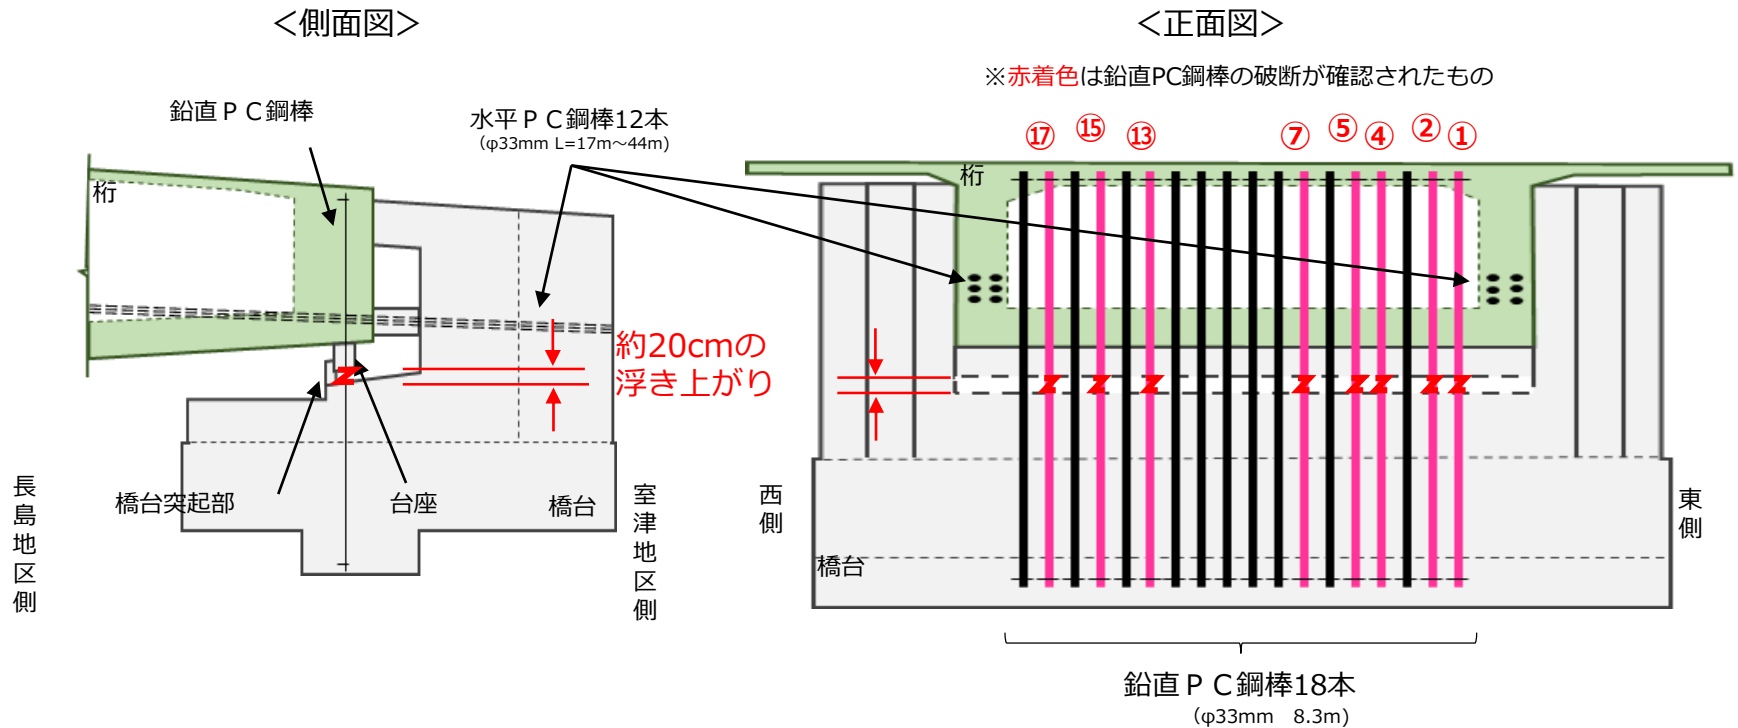 ＜側面図＞
鉛直ＰＣ鋼棒
水平ＰＣ鋼棒12本
（φ33mm L=17m～44m）
桁
約20cmの
浮き上がり
橋台突起部
台座
橋台
長島地区側
室津地区側
＜正面図＞
※赤着色は鉛直PC鋼棒の破断が確認されたもの
⑰ ⑮ ⑬ ⑦ ⑤ ④ ② ①
桁
西側
東側
橋台
鉛直ＰＣ鋼棒18本
（φ33mm　8.3m）